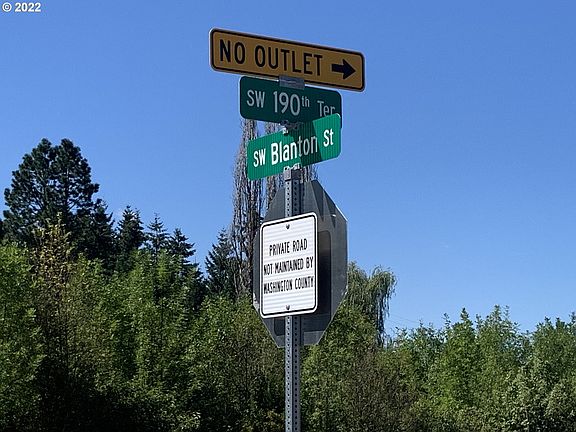 © 2022
NO OUTLET
SW 190th Ter
SW Blanton St
PRIVATE ROAD
NOT MAINTAINED BY
WASHINGTON COUNTY